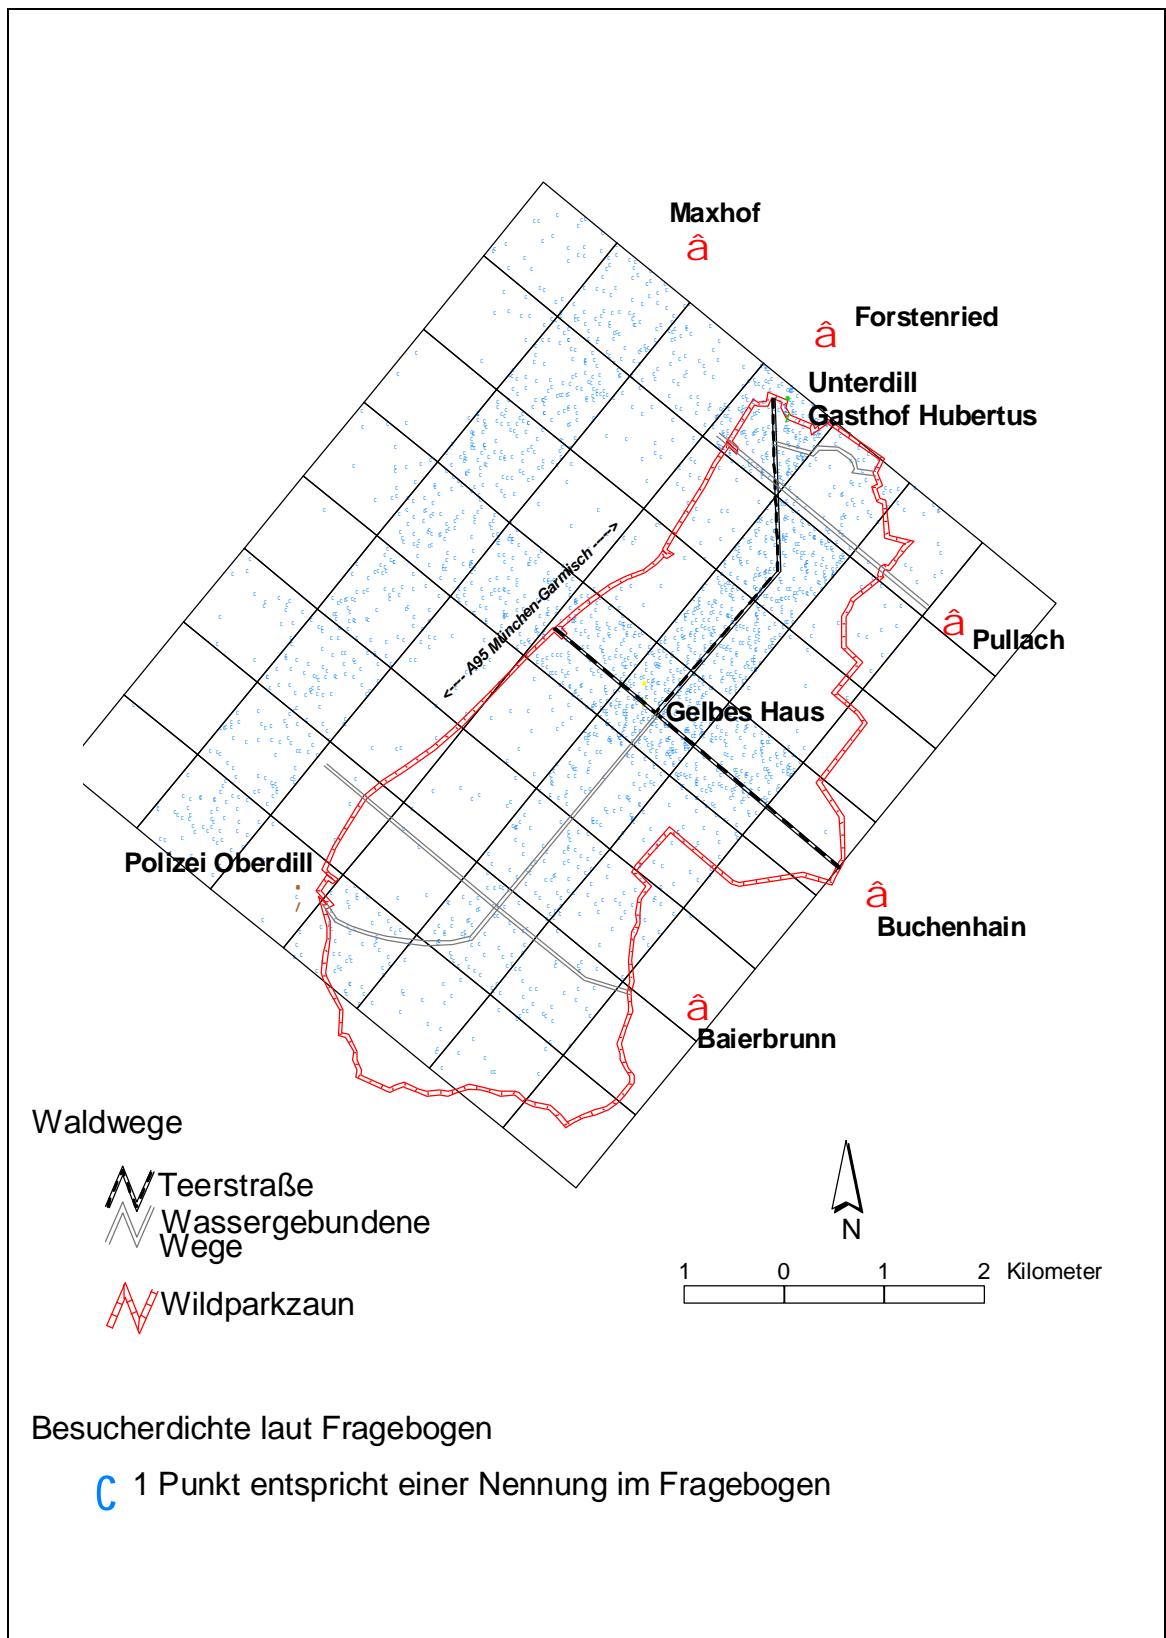 Maxhof
â
Forstenried
â
Unterdill
Gasthof Hubertus
<---- A95 München-Garmisch ---->
â
Pullach
Gelbes Haus
Polizei Oberdill
â
Buchenhain
â
Baierbrunn
Waldwege
Teerstraße
Wassergebundene
Wege
Wildparkzaun
N
1 0 1 2 Kilometer
Besucherdichte laut Fragebogen
c 1 Punkt entspricht einer Nennung im Fragebogen